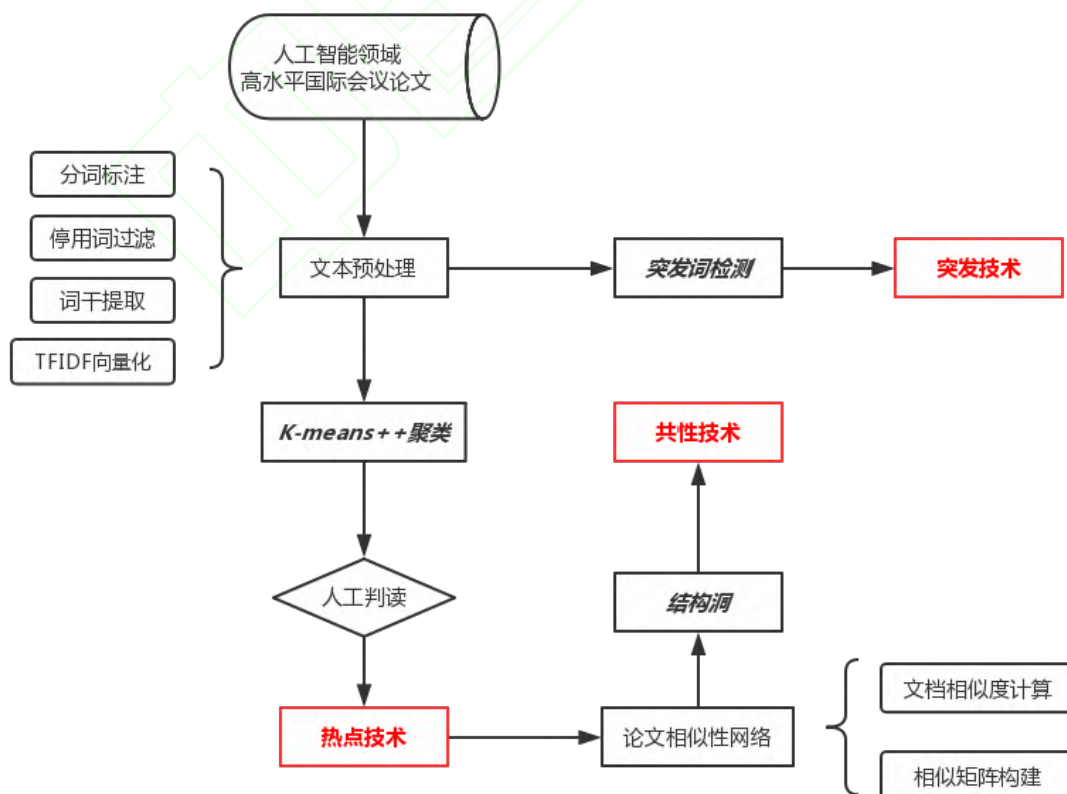 人工智能领域
高水平国际会议论文
分词标注
停用词过滤
词干提取
TFIDF向量化
文本预处理
突发词检测
突发技术
K-means++聚类
共性技术
人工判读
结构洞
热点技术
论文相似性网络
文档相似度计算
相似矩阵构建